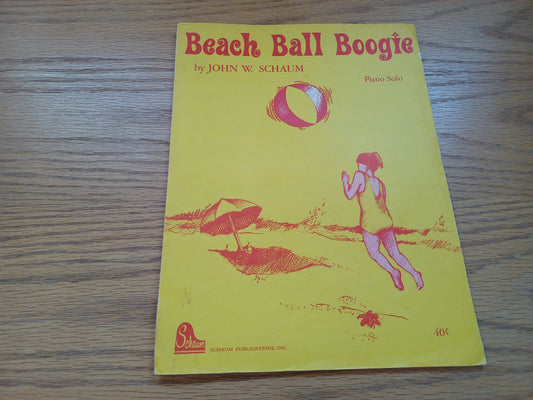 Beach Ball Boogie
by JOHN W. SCHAUM
Piano Solo
Schaum
SCHAUM PUBLICATIONS, INC.
40¢